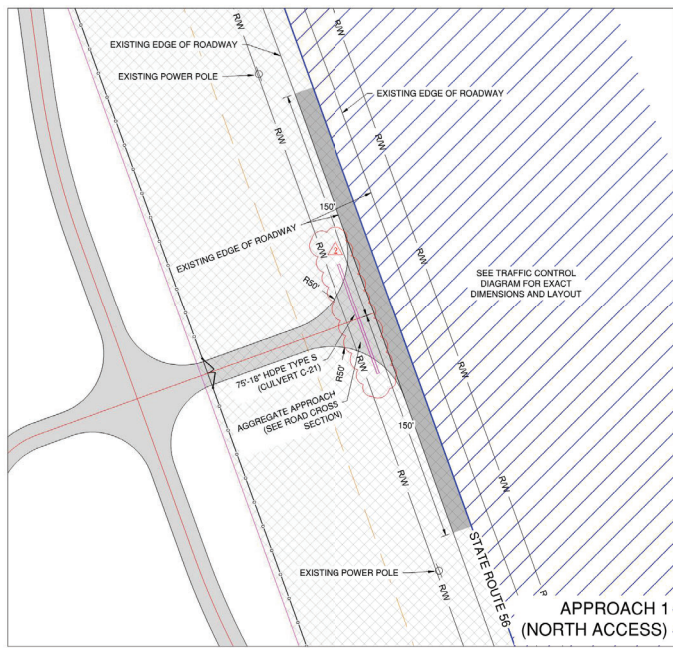 EXISTING EDGE OF ROADWAY
R/W
R/W
EXISTING POWER POLE
EXISTING EDGE OF ROADWAY
R/W
R/W
150'
EXISTING EDGE OF ROADWAY
R/W
R/W
SEE TRAFFIC CONTROL
DIAGRAM FOR EXACT
DIMENSIONS AND LAYOUT
R50'
75'-18" HDPE TYPE S
(CULVERT C-21)
R/W
R50'
R/W
AGGREGATE APPROACH
(SEE ROAD CROSS
SECTION)
150'
R/W
R/W
R/W
EXISTING POWER POLE
STATE ROUTE 56
APPROACH 1
(NORTH ACCESS)